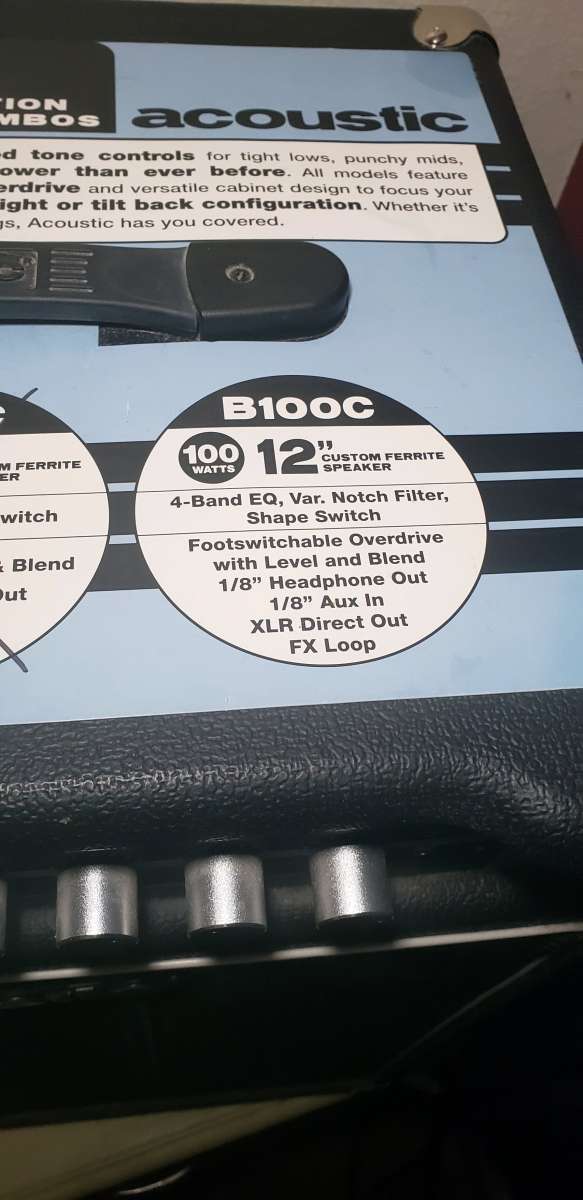 TION
MBOS
acoustic
ed tone controls for tight lows, punchy mids,
ower than ever before. All models feature
erdrive and versatile cabinet design to focus your
ight or tilt back configuration. Whether it's
gs, Acoustic has you covered.
C
M FERRITE
ER
witch
& Blend
Out
B100C
100
WATTS
12" CUSTOM FERRITE
SPEAKER
4-Band EQ, Var. Notch Filter,
Shape Switch
Footswitchable Overdrive
with Level and Blend
1/8" Headphone Out
1/8" Aux In
XLR Direct Out
FX Loop